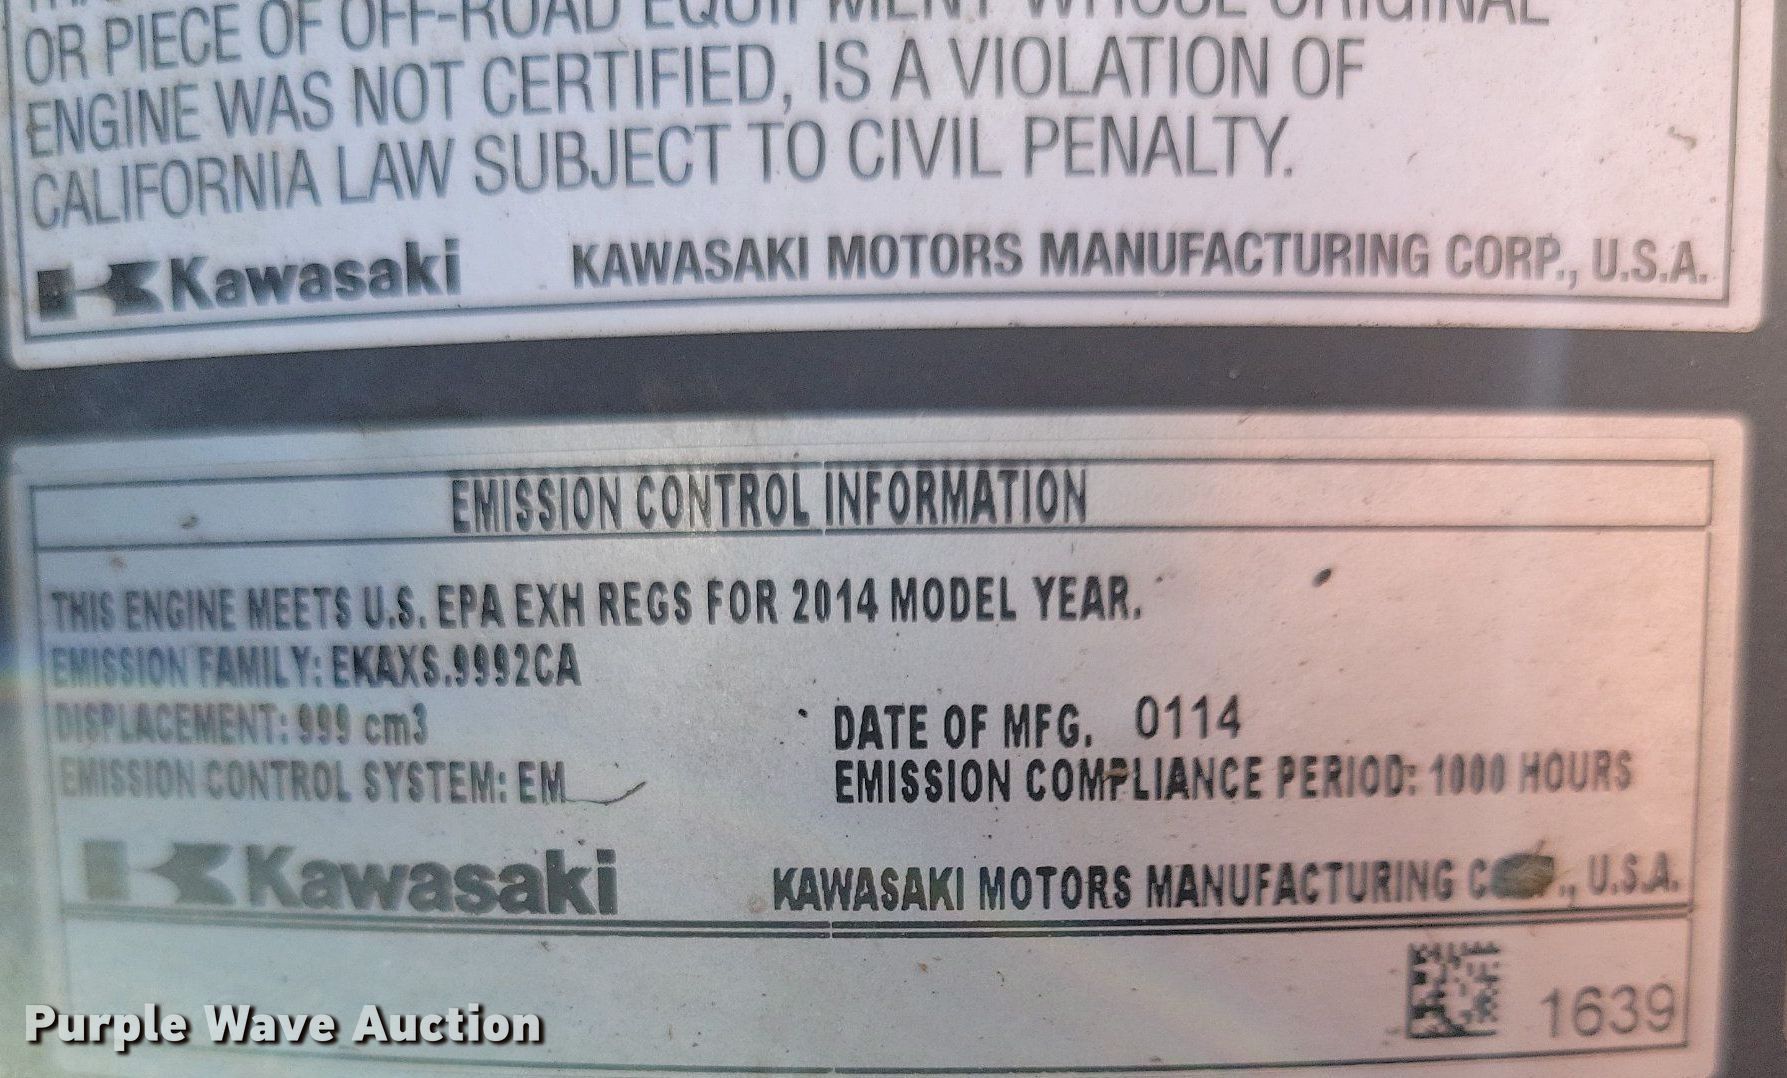 OR PIECE OF OFF-ROAD EQUIPMENT WHOSE ORIGINAL
ENGINE WAS NOT CERTIFIED, IS A VIOLATION OF
CALIFORNIA LAW SUBJECT TO CIVIL PENALTY.
Kawasaki KAWASAKI MOTORS MANUFACTURING CORP., U.S.A.
EMISSION CONTROL INFORMATION
THIS ENGINE MEETS U.S. EPA EXH REGS FOR 2014 MODEL YEAR.
EMISSION FAMILY: EKAXS.9992CA
DISPLACEMENT: 999 cm3 DATE OF MFG. 0114
EMISSION CONTROL SYSTEM: EM EMISSION COMPLIANCE PERIOD: 1000 HOURS
Kawasaki KAWASAKI MOTORS MANUFACTURING U.S.A.
1639
Purple Wave Auction